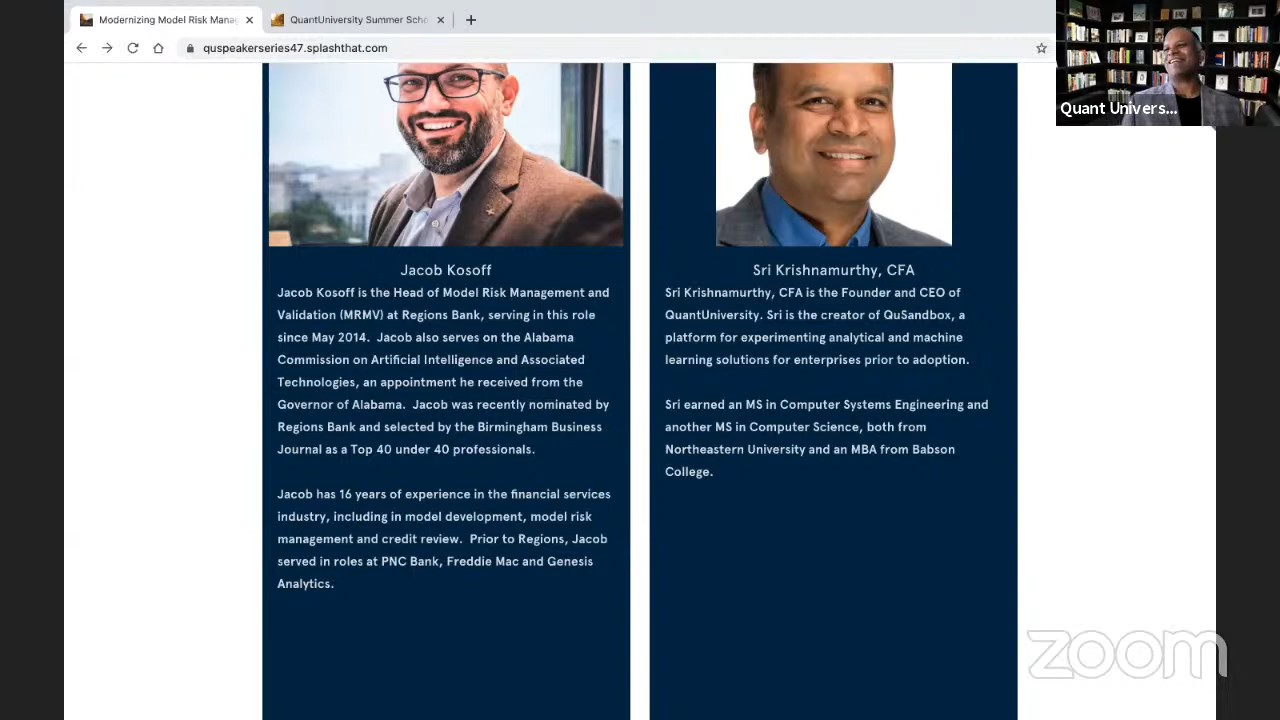 Modernizing Model Risk Mana
QuantUniversity Summer Scho
quspeakerseries47.splashthat.com
Quant Univers...
Jacob Kosoff
Jacob Kosoff is the Head of Model Risk Management and
Validation (MRMV) at Regions Bank, serving in this role
since May 2014. Jacob also serves on the Alabama
Commission on Artificial Intelligence and Associated
Technologies, an appointment he received from the
Governor of Alabama. Jacob was recently nominated by
Regions Bank and selected by the Birmingham Business
Journal as a Top 40 under 40 professionals.
Jacob has 16 years of experience in the financial services
industry, including in model development, model risk
management and credit review. Prior to Regions, Jacob
served in roles at PNC Bank, Freddie Mac and Genesis
Analytics.
Sri Krishnamurthy, CFA
Sri Krishnamurthy, CFA is the Founder and CEO of
QuantUniversity. Sri is the creator of QuSandbox, a
platform for experimenting analytical and machine
learning solutions for enterprises prior to adoption.
Sri earned an MS in Computer Systems Engineering and
another MS in Computer Science, both from
Northeastern University and an MBA from Babson
College.
zoom